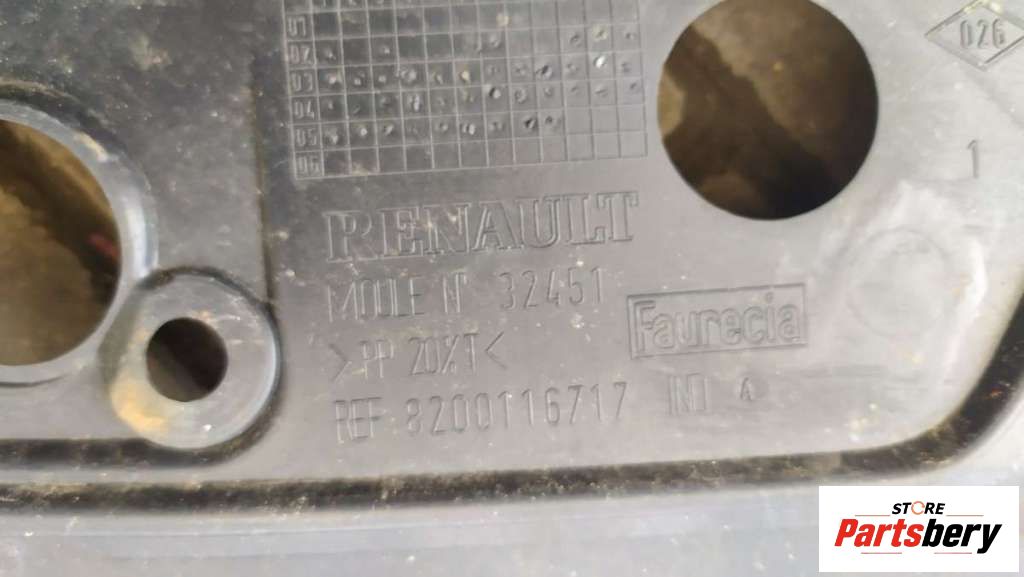 01
02
03
04
05
06
026
1
RENAULT
MOULE N° 32451
Faurecia
>PP 20%T<
REF: 8200116717 IND 4
STORE
Partsbery